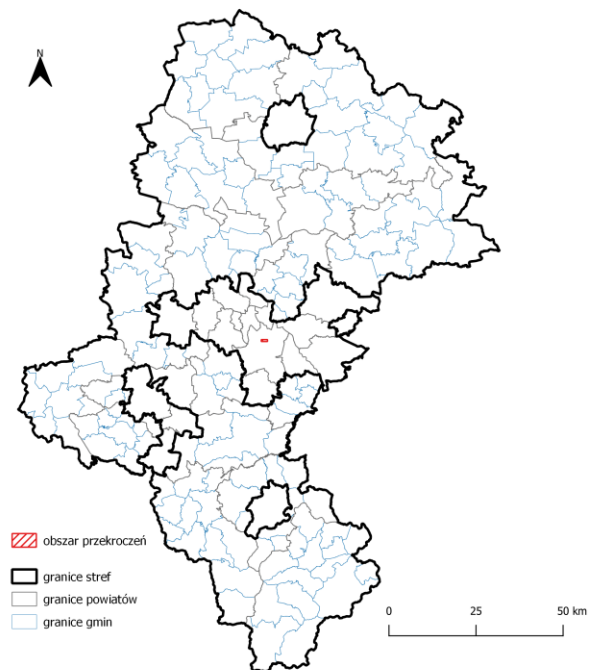 N
obszar przekroczeń
granice stref
granice powiatów
granice gmin
0 25 50 km